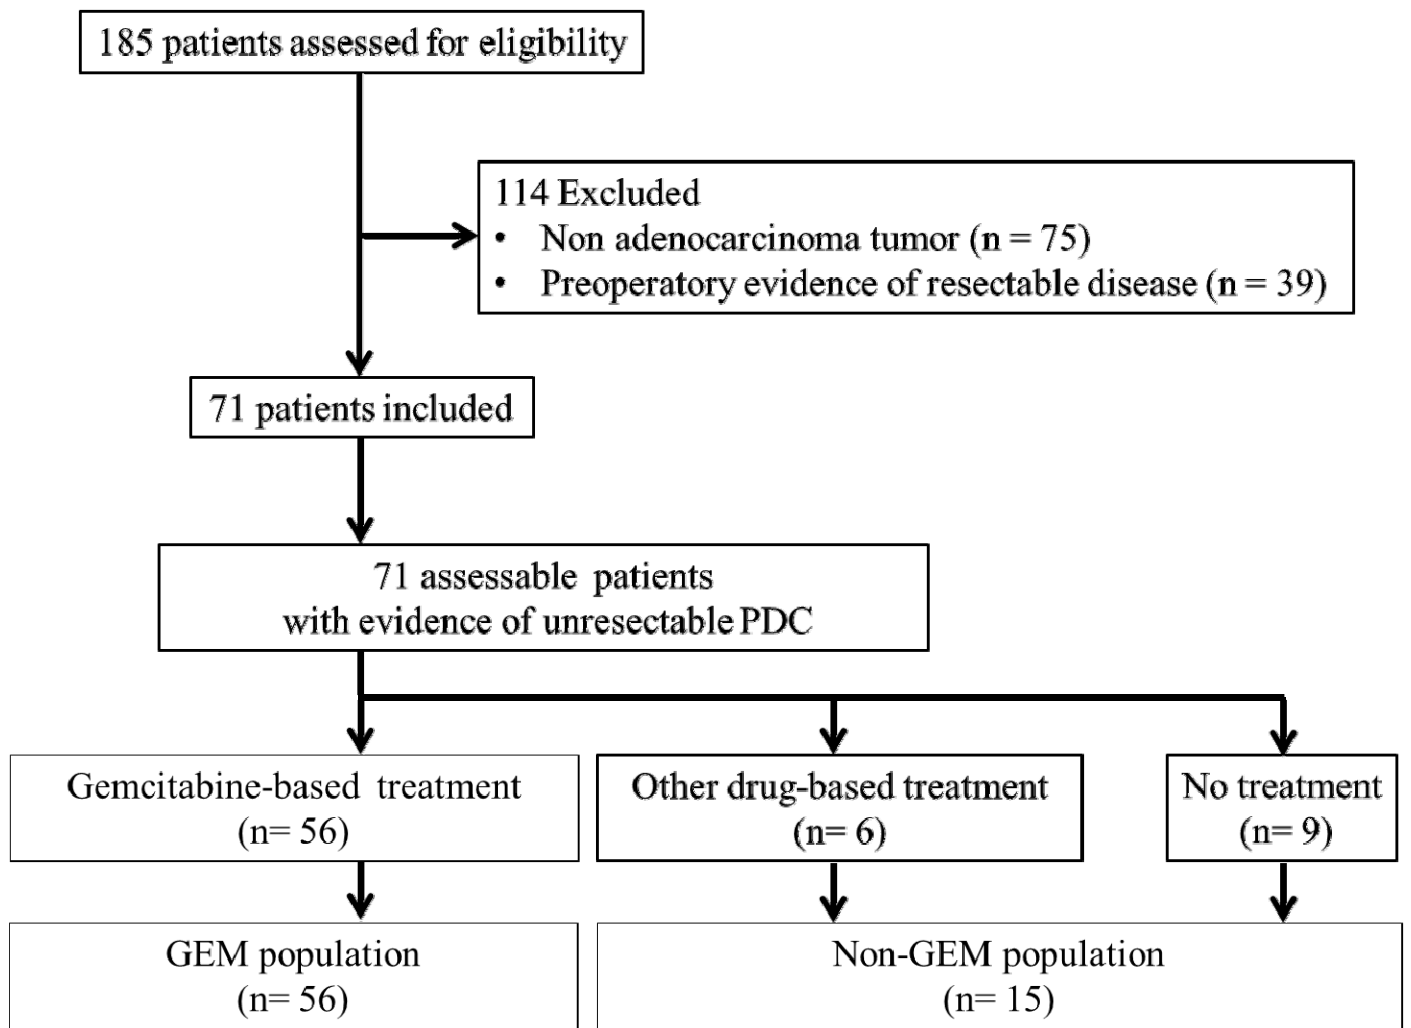 185 patients assessed for eligibility
114 Excluded
• Non adenocarcinoma tumor (n = 75)
• Preoperatory evidence of resectable disease (n = 39)
71 patients included
71 assessable patients
with evidence of unresectable PDC
Gemcitabine-based treatment
(n= 56)
Other drug-based treatment
(n= 6)
No treatment
(n= 9)
GEM population
(n= 56)
Non-GEM population
(n= 15)